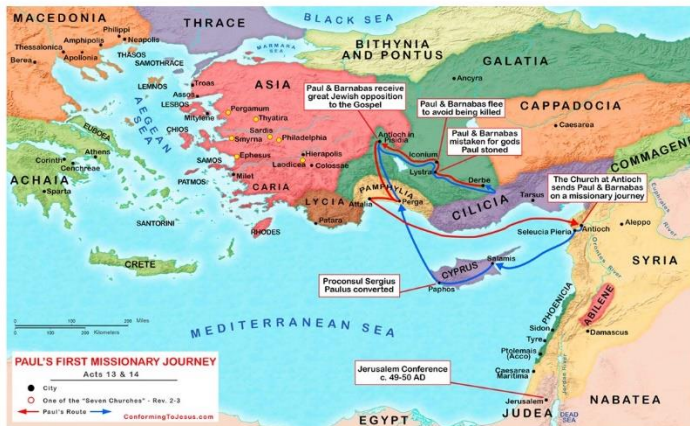 MACEDONIA
THRACE
BLACK SEA
Philippi
Amphipolis
Neapolis
Thessalonica
Apollonia
Berea
THASOS
SAMOTHRACE
MARMARA
SEA
BITHYNIA
AND PONTUS
GALATIA
Ancyra
LEMNOS
Troas
ASIA
Assos
LESBOS
Mitylene
Pergamum
Thyatira
AEGEAN
SEA
Paul & Barnabas receive
great Jewish opposition
to the Gospel
Paul & Barnabas flee
to avoid being killed
CAPPADOCIA
Caesarea
EUBOEA
CHIOS
Sardis
Smyrna
Philadelphia
Antioch in
Pisidia
Paul & Barnabas
mistaken for gods
Paul stoned
Athens
Corinth
Cenchreae
SAMOS
Ephesus
Hierapolis
Laodicea
Colossae
Iconium
Lystra
Derbe
COMMAGENE
ACHAIA
Sparta
PATMOS
Milet
CARIA
PAMPHYLIA
CILICIA
Tarsus
The Church at Antioch
sends Paul & Barnabas
on a missionary journey
Euphrates
River
LYCIA
Attalia
Perga
Patara
SANTORINI
RHODES
Seleucia Pieria
Antioch
Aleppo
Orontes River
SYRIA
CRETE
CYPRUS
Salamis
Paphos
Proconsul Sergius
Paulus converted
MEDITERRANEAN SEA
PHOENICIA
ABILENE
Sidon
Damascus
Tyre
Ptolemais
(Acco)
Caesarea
Maritima
Jordan River
Jerusalem Conference
c. 49-50 AD
Jerusalem
JUDEA
DEAD
SEA
NABATEA
EGYPT
Miles
Kilometers
PAUL'S FIRST MISSIONARY JOURNEY
Acts 13 & 14
City
One of the "Seven Churches" - Rev. 2-3
Paul's Route
ConformingToJesus.com